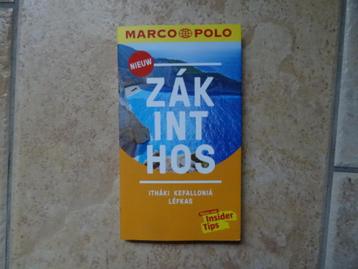 MARCO POLO
NIEUW
ZÁK
INT
HOS
ITHÁKI KEFALLONIÁ
LÉFKAS
Insider
Tips